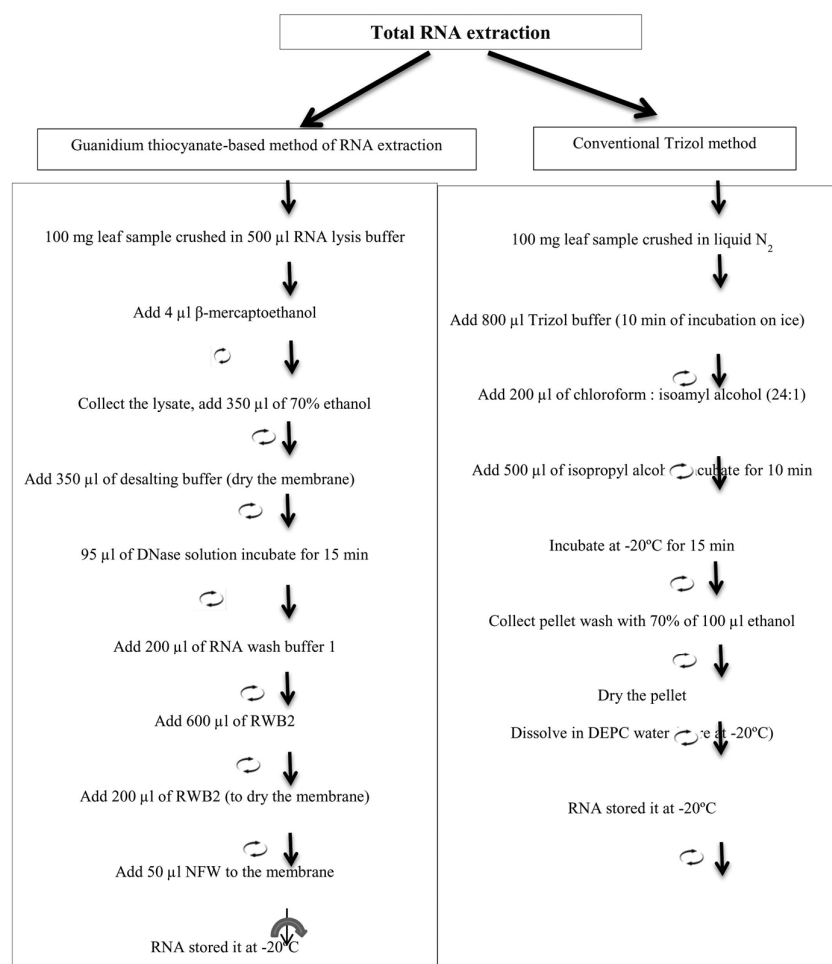 Total RNA extraction
Guanidium thiocyanate-based method of RNA extraction
100 mg leaf sample crushed in 500 µl RNA lysis buffer
Add 4 µl β-mercaptoethanol
Collect the lysate, add 350 µl of 70% ethanol
Add 350 µl of desalting buffer (dry the membrane)
95 µl of DNase solution incubate for 15 min
Add 200 µl of RNA wash buffer 1
Add 600 µl of RWB2
Add 200 µl of RWB2 (to dry the membrane)
Add 50 µl NFW to the membrane
RNA stored it at -20ºC
Conventional Trizol method
100 mg leaf sample crushed in liquid N2
Add 800 µl Trizol buffer (10 min of incubation on ice)
Add 200 µl of chloroform : isoamyl alcohol (24:1)
Add 500 µl of isopropyl for 10 min
Incubate at -20ºC for 15 min
Collect pellet wash with 70% of 100 µl ethanol
Dry the pellet
Dissolve in DEPC water at -20ºC)
RNA stored it at -20ºC